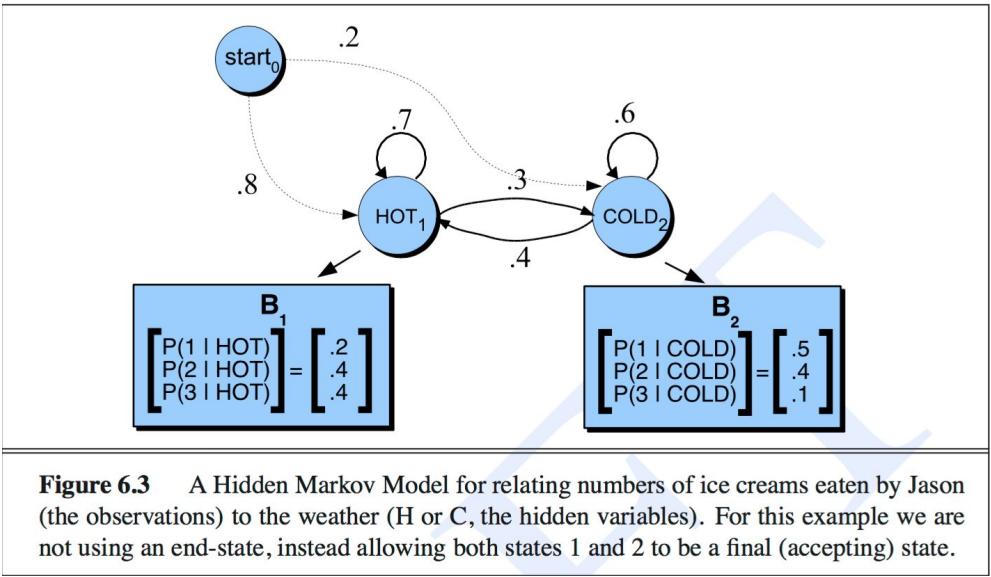 .2
start0
.7
.6
.8
.3
HOT1
COLD2
.4
B1
P(1 | HOT)
P(2 | HOT)
P(3 | HOT)
=
.2
.4
.4
B2
P(1 | COLD)
P(2 | COLD)
P(3 | COLD)
=
.5
.4
.1
Figure 6.3 A Hidden Markov Model for relating numbers of ice creams eaten by Jason
(the observations) to the weather (H or C, the hidden variables). For this example we are
not using an end-state, instead allowing both states 1 and 2 to be a final (accepting) state.